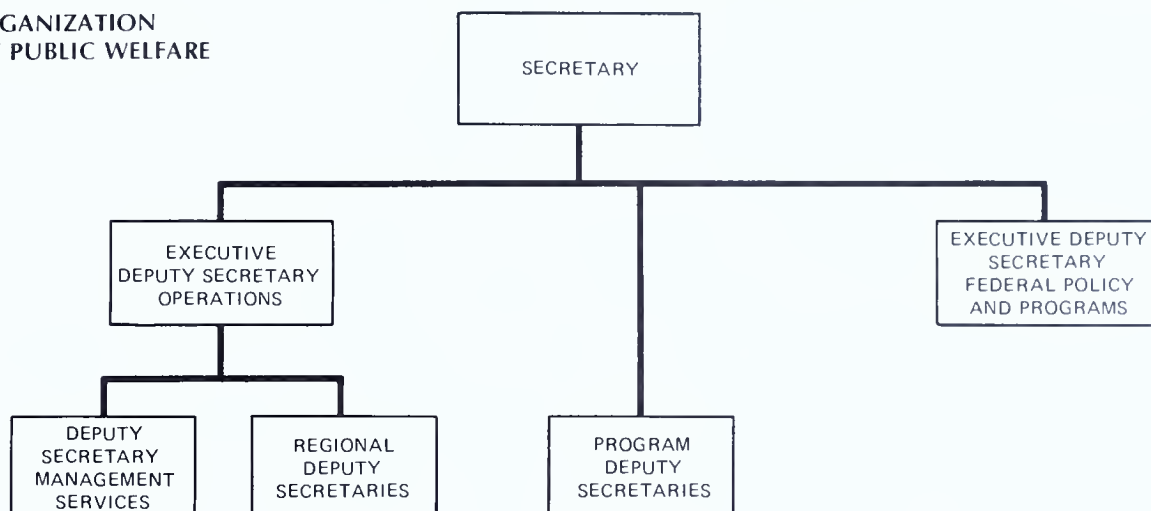 GANIZATION
PUBLIC WELFARE
SECRETARY
EXECUTIVE
DEPUTY SECRETARY
OPERATIONS
EXECUTIVE DEPUTY
SECRETARY
FEDERAL POLICY
AND PROGRAMS
DEPUTY
SECRETARY
MANAGEMENT
SERVICES
REGIONAL
DEPUTY
SECRETARIES
PROGRAM
DEPUTY
SECRETARIES